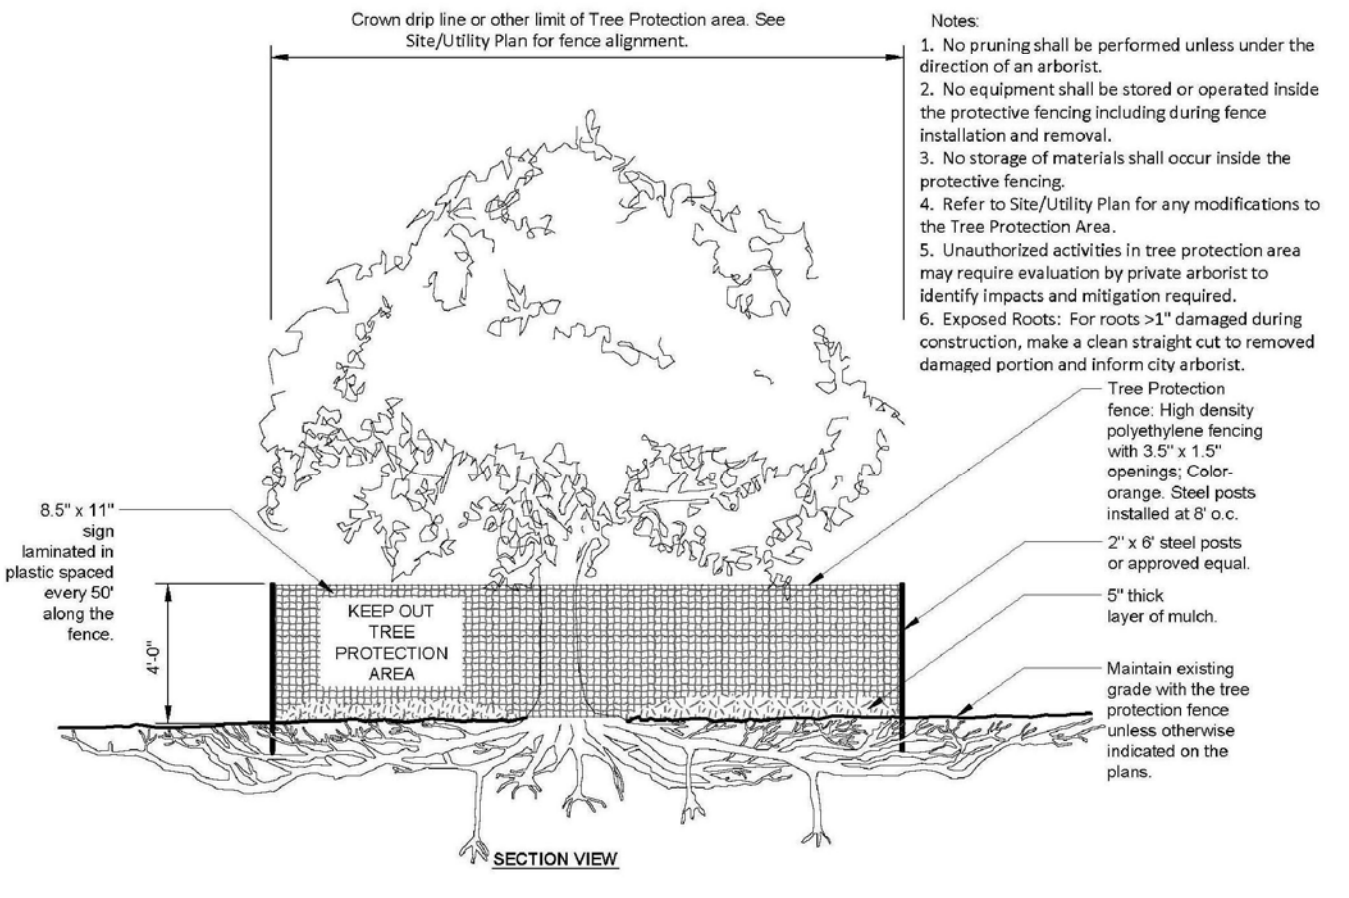 Crown drip line or other limit of Tree Protection area. See
Site/Utility Plan for fence alignment.
Notes:
1. No pruning shall be performed unless under the
direction of an arborist.
2. No equipment shall be stored or operated inside
the protective fencing including during fence
installation and removal.
3. No storage of materials shall occur inside the
protective fencing.
4. Refer to Site/Utility Plan for any modifications to
the Tree Protection Area.
5. Unauthorized activities in tree protection area
may require evaluation by private arborist to
identify impacts and mitigation required.
6. Exposed Roots: For roots >1" damaged during
construction, make a clean straight cut to removed
damaged portion and inform city arborist.
Tree Protection
fence: High density
polyethylene fencing
with 3.5" x 1.5"
openings; Color-
orange. Steel posts
installed at 8' o.c.
2" x 6' steel posts
or approved equal.
5" thick
layer of mulch.
Maintain existing
grade with the tree
protection fence
unless otherwise
indicated on the
plans.
8.5" x 11"
sign
laminated in
plastic spaced
every 50'
along the
fence.
4'-0"
KEEP OUT
TREE
PROTECTION
AREA
SECTION VIEW